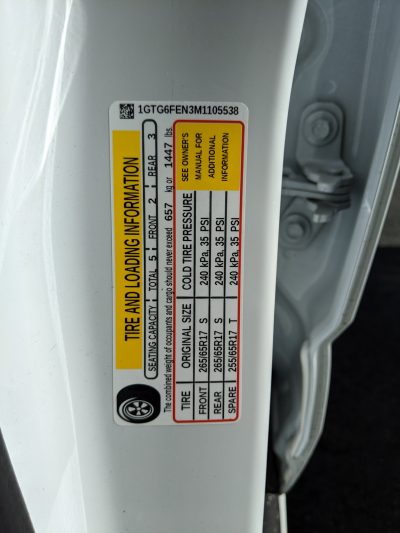 1GTG6FEN3M1105538
TIRE AND LOADING INFORMATION
SEATING CAPACITY TOTAL 5 FRONT 2 REAR 3
The combined weight of occupants and cargo should never exceed 657 kg or 1447 lbs.
TIRE ORIGINAL SIZE COLD TIRE PRESSURE
FRONT 265/65R17 S 240 kPa, 35 PSI
REAR 265/65R17 S 240 kPa, 35 PSI
SPARE 255/65R17 T 240 kPa, 35 PSI
SEE OWNER'S
MANUAL FOR
ADDITIONAL
INFORMATION